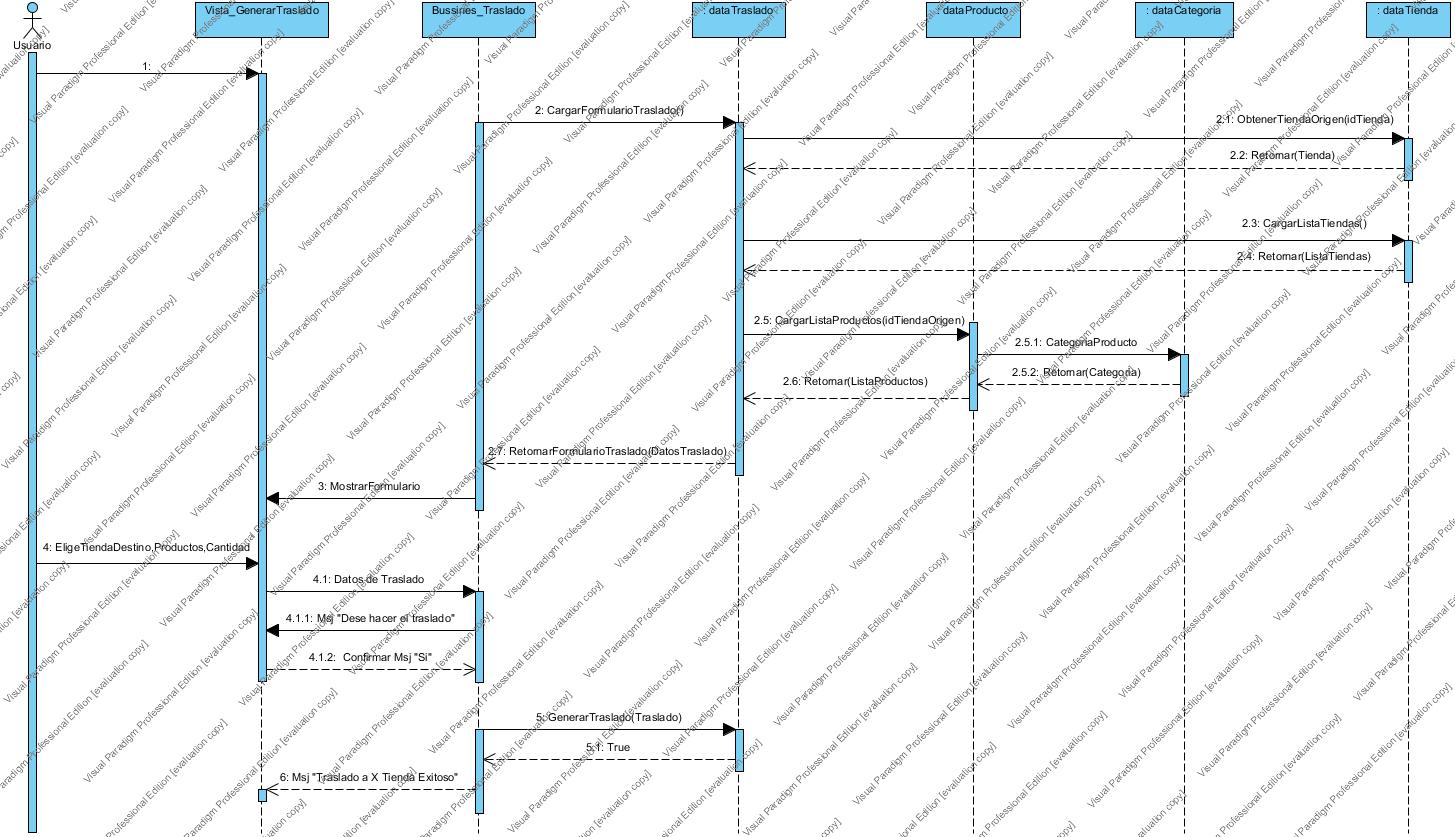 Vista_GenerarTraslado
Bussines_Traslado
: dataTraslado
: dataProducto
: dataCategoria
: dataTienda
Usuario
1:
2: CargarFormularioTraslado()
2.1: ObtenerTiendaOrigen(idTienda)
2.2: Retornar(Tienda)
2.3: CargarListaTiendas()
2.4: Retornar(ListaTiendas)
2.5: CargarListaProductos(idTiendaOrigen)
2.5.1: CategoriaProducto
2.5.2: Retornar(Categoria)
2.6: Retornar(ListaProductos)
2.7: RetornarFormularioTraslado(DatosTraslado)
3: MostrarFormulario
4: EligeTiendaDestino,Productos,Cantidad
4.1: Datos de Traslado
4.1.1: Msj "Dese hacer el traslado"
4.1.2: Confirmar Msj "Si"
5: GenerarTraslado(Traslado)
5.1: True
6: Msj "Traslado a X Tienda Exitoso"
Visual Paradigm Professional Edition [evaluation copy]